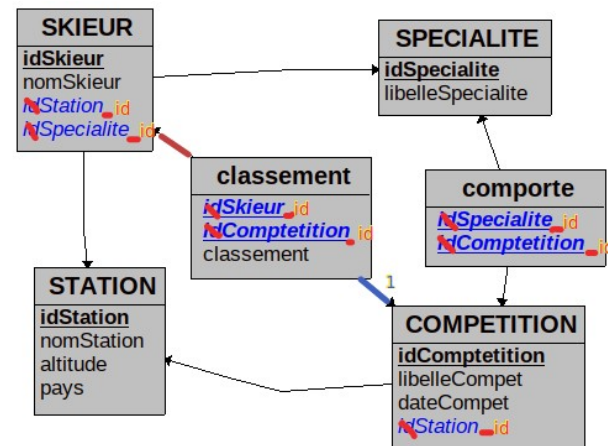 SKIEUR
idSkieur
nomSkieur
idStation_id
idSpecialite_id
SPECIALITE
idSpecialite
libelleSpecialite
classement
idSkieur_id
idComptetition_id
classement
comporte
idSpecialite_id
idComptetition_id
STATION
idStation
nomStation
altitude
pays
1
COMPETITION
idComptetition
libelleCompet
dateCompet
idStation_id